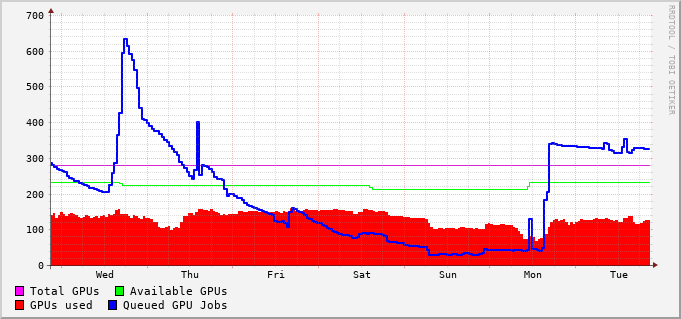 700
600
500
400
300
200
100
0
Wed Thu Fri Sat Sun Mon Tue
Total GPUs Available GPUs
GPUs used Queued GPU Jobs
RRDTOOL / TOBI OETIKER